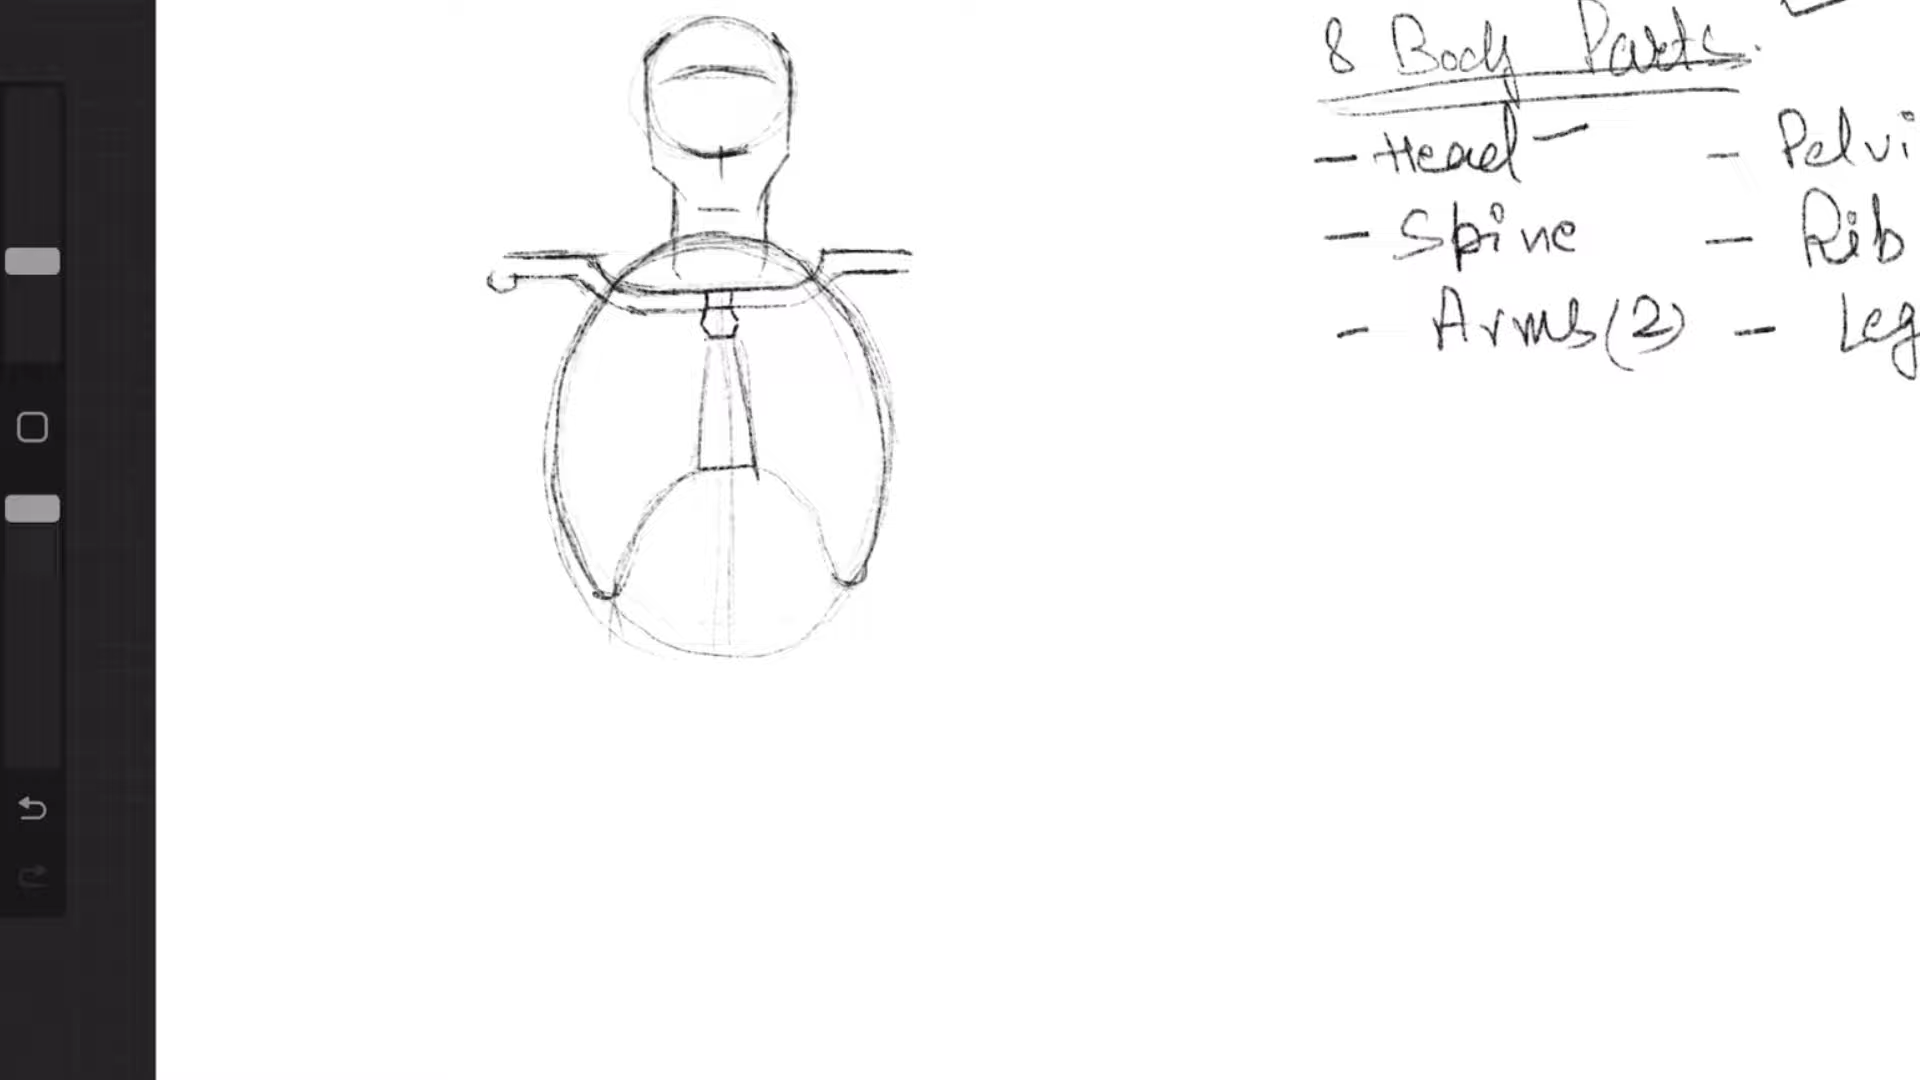 8 Body Parts.
- Head - - Pelvi
- Spine - Rib
- Arms (2) - Leg